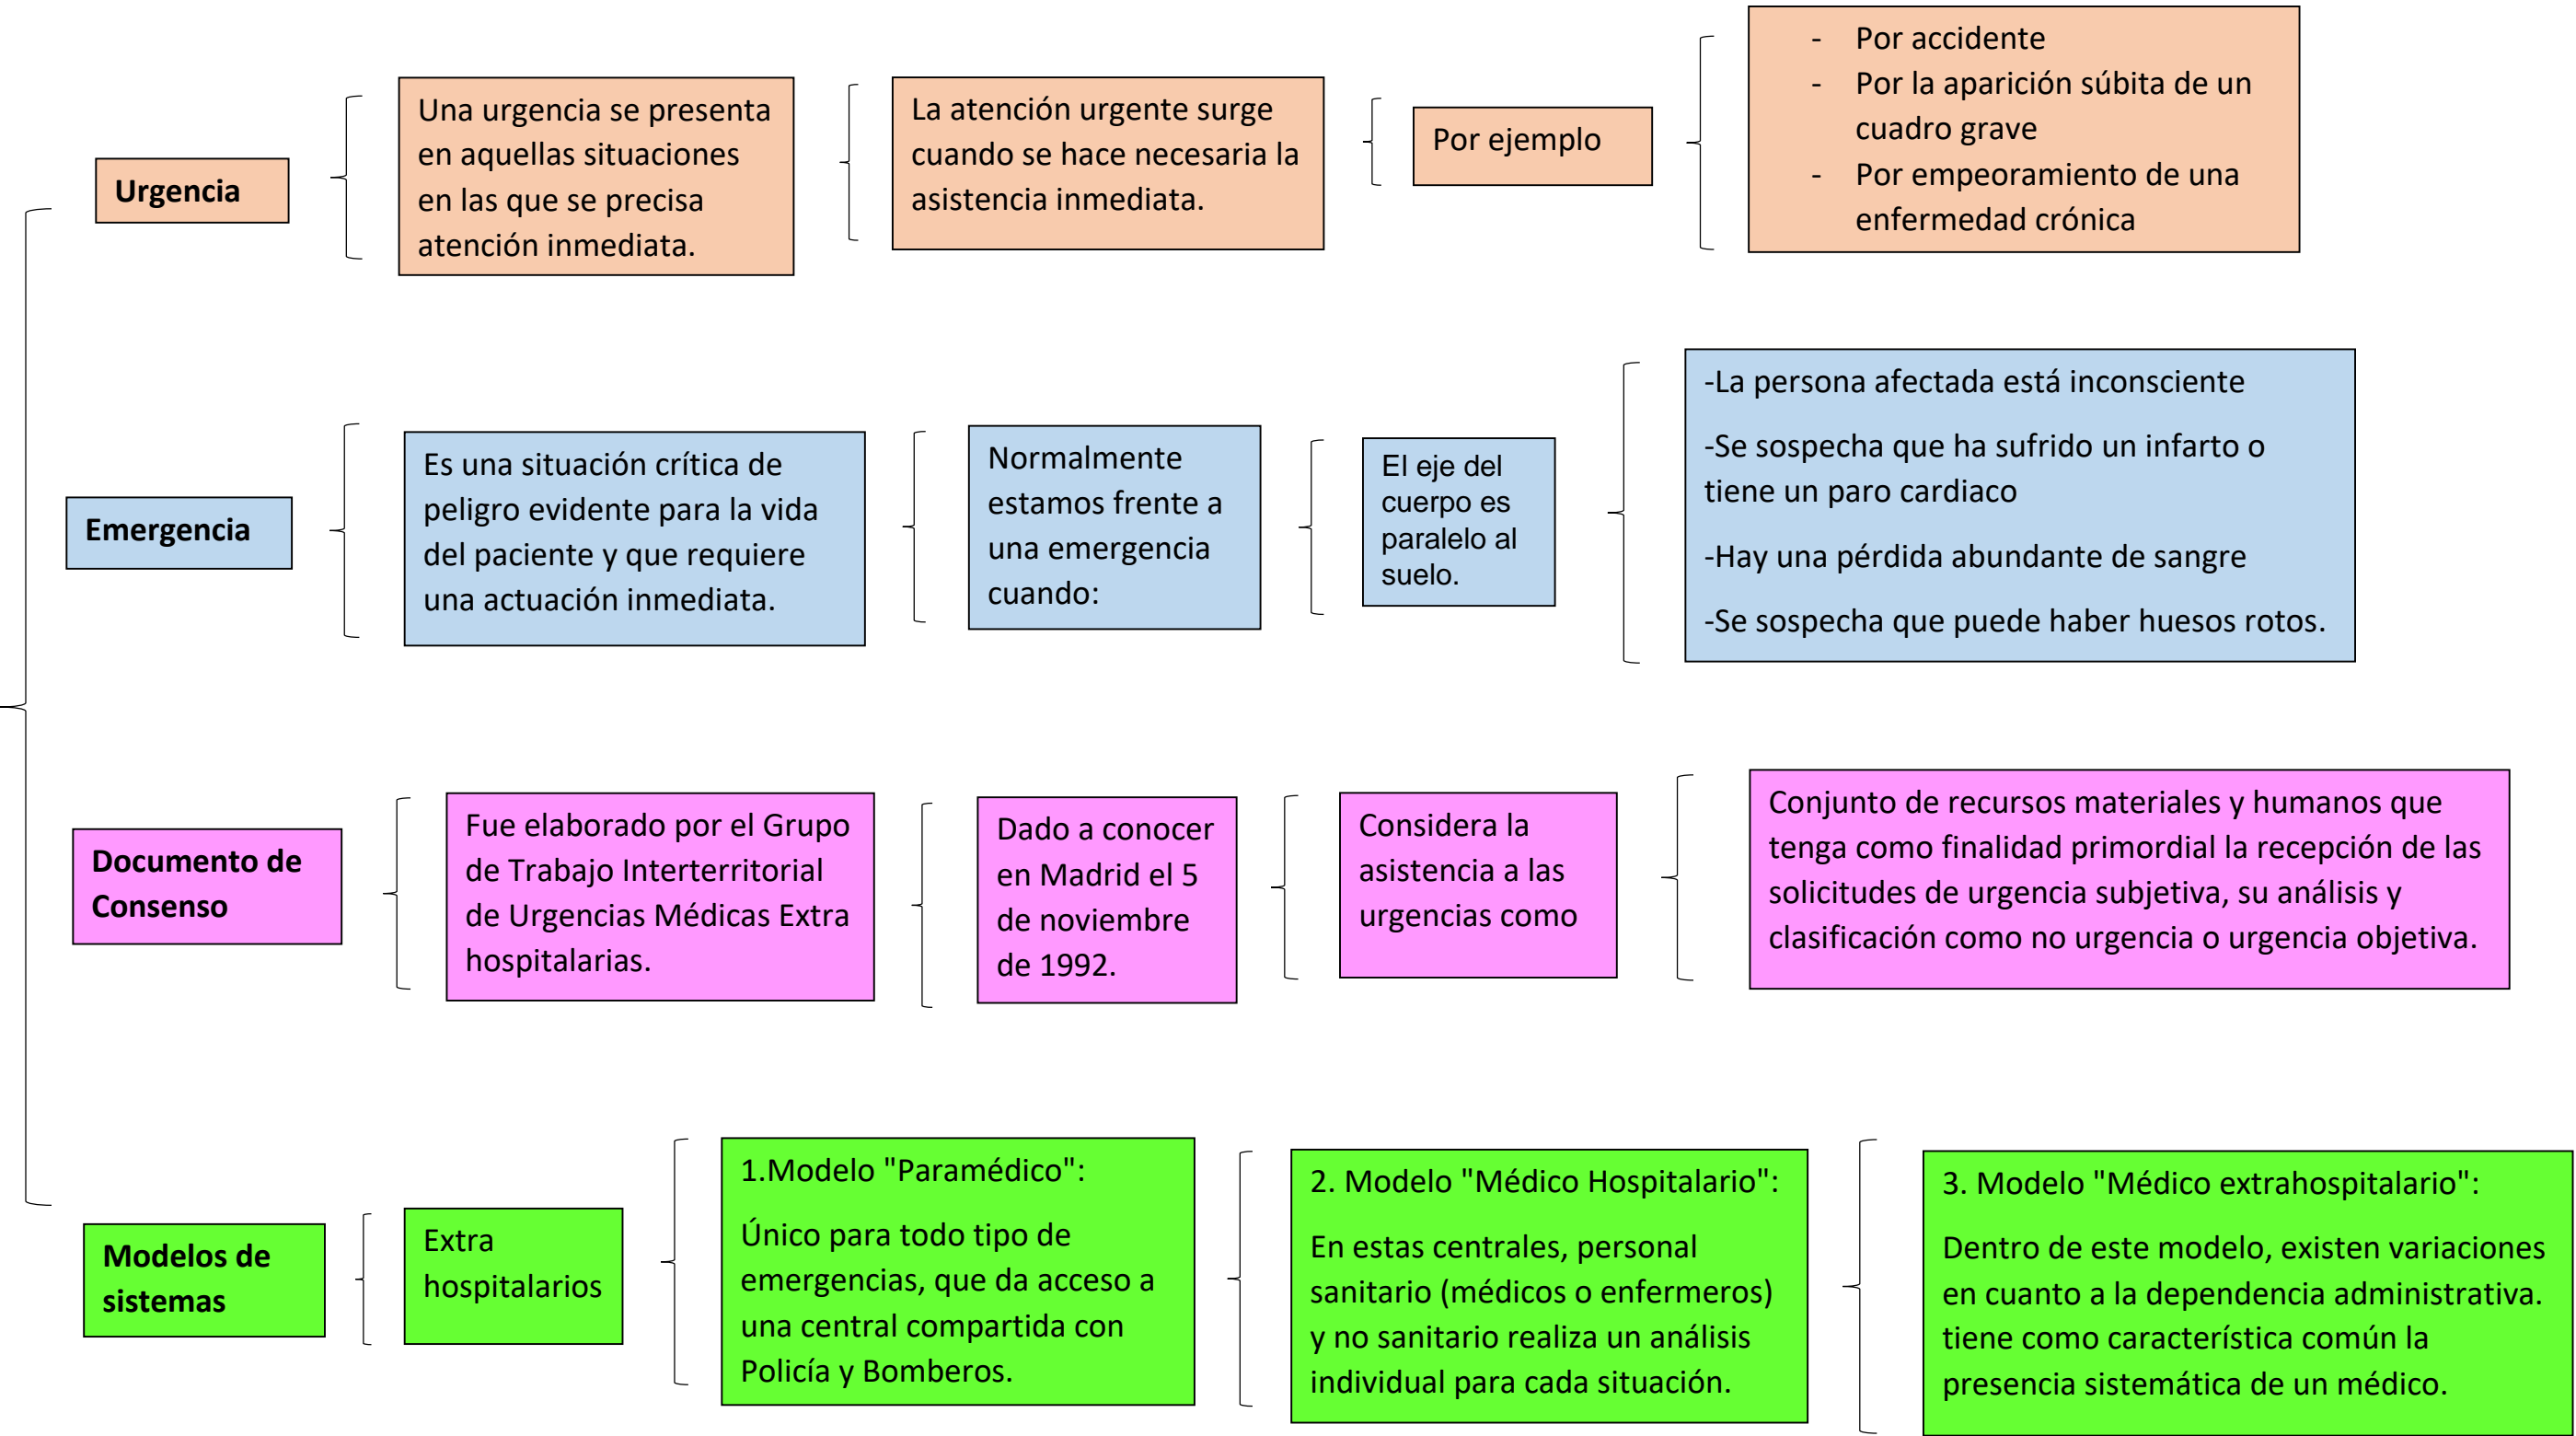 Urgencia
Una urgencia se presenta
en aquellas situaciones
en las que se precisa
atención inmediata.
La atención urgente surge
cuando se hace necesaria la
asistencia inmediata.
Por ejemplo
- Por accidente
- Por la aparición súbita de un
cuadro grave
- Por empeoramiento de una
enfermedad crónica
Emergencia
Es una situación crítica de
peligro evidente para la vida
del paciente y que requiere
una actuación inmediata.
Normalmente
estamos frente a
una emergencia
cuando:
El eje del
cuerpo es
paralelo al
suelo.
-La persona afectada está inconsciente
-Se sospecha que ha sufrido un infarto o
tiene un paro cardiaco
-Hay una pérdida abundante de sangre
-Se sospecha que puede haber huesos rotos.
Documento de
Consenso
Fue elaborado por el Grupo
de Trabajo Interterritorial
de Urgencias Médicas Extra
hospitalarias.
Dado a conocer
en Madrid el 5
de noviembre
de 1992.
Considera la
asistencia a las
urgencias como
Conjunto de recursos materiales y humanos que
tenga como finalidad primordial la recepción de las
solicitudes de urgencia subjetiva, su análisis y
clasificación como no urgencia o urgencia objetiva.
Modelos de
sistemas
Extra
hospitalarios
1.Modelo "Paramédico":
Único para todo tipo de
emergencias, que da acceso a
una central compartida con
Policía y Bomberos.
2. Modelo "Médico Hospitalario":
En estas centrales, personal
sanitario (médicos o enfermeros)
y no sanitario realiza un análisis
individual para cada situación.
3. Modelo "Médico extrahospitalario":
Dentro de este modelo, existen variaciones
en cuanto a la dependencia administrativa.
tiene como característica común la
presencia sistemática de un médico.